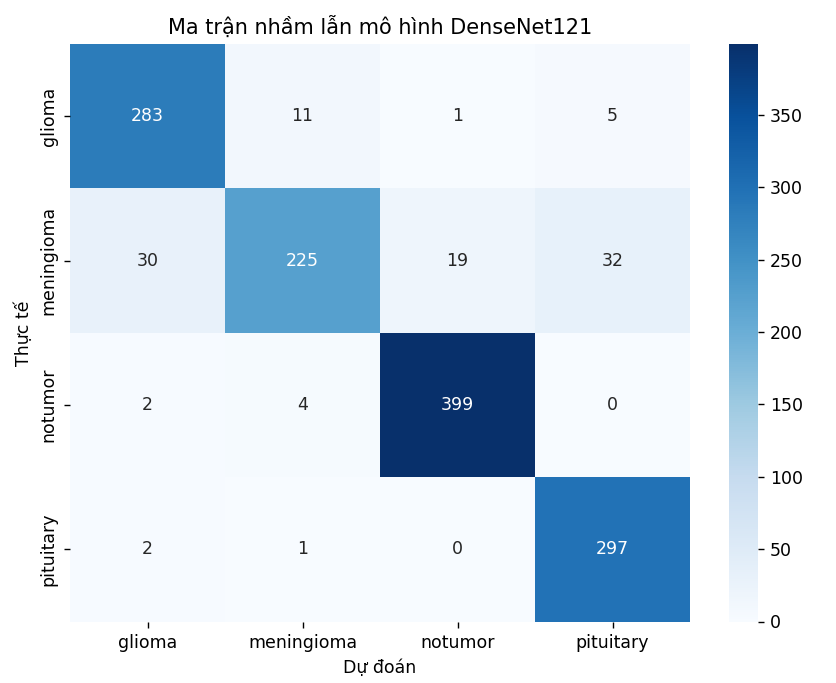 Ma trận nhầm lẫn mô hình DenseNet121
Thực tế
glioma
283 11 1 5
meningioma
30 225 19 32
notumor
2 4 399 0
pituitary
2 1 0 297
glioma meningioma notumor pituitary
Dự đoán
350
300
250
200
150
100
50
0